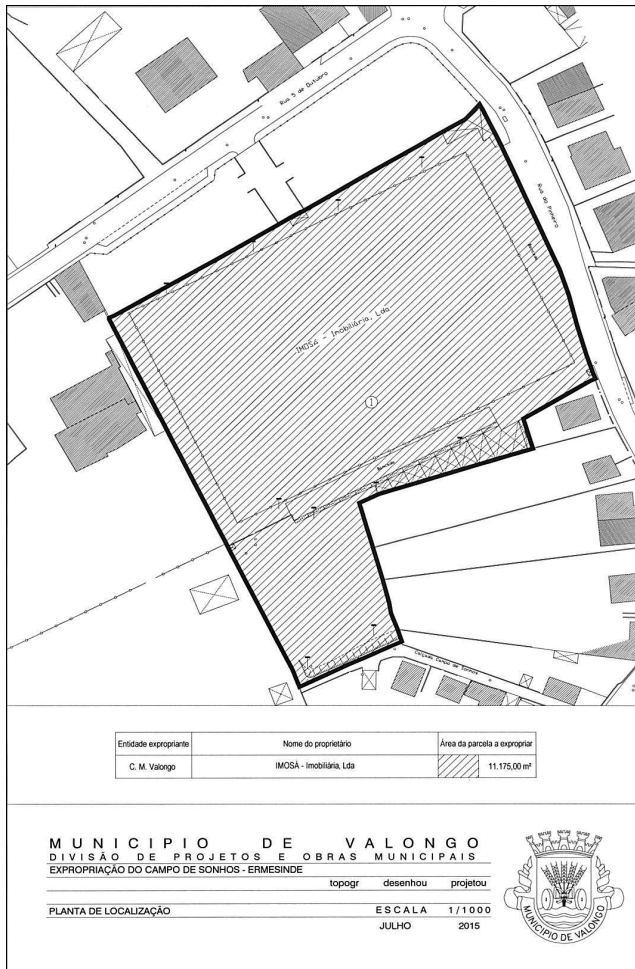 Rua 5 de Outubro
Rua do Pinheiro
Bancada
IMOSÁ - Imobiliária, Lda
I
Bancada
Calçada Campo de Sonhos
Entidade expropriante Nome do proprietário Área da parcela a expropriar
C. M. Valongo IMOSÁ - Imobiliária, Lda 11.175,00 m²
MUNICIPIO DE VALONGO
DIVISÃO DE PROJETOS E OBRAS MUNICIPAIS
EXPROPRIAÇÃO DO CAMPO DE SONHOS - ERMESINDE
topogr desenhou projetou
PLANTA DE LOCALIZAÇÃO ESCALA 1/1000
JULHO 2015
MUNICÍPIO DE VALONGO